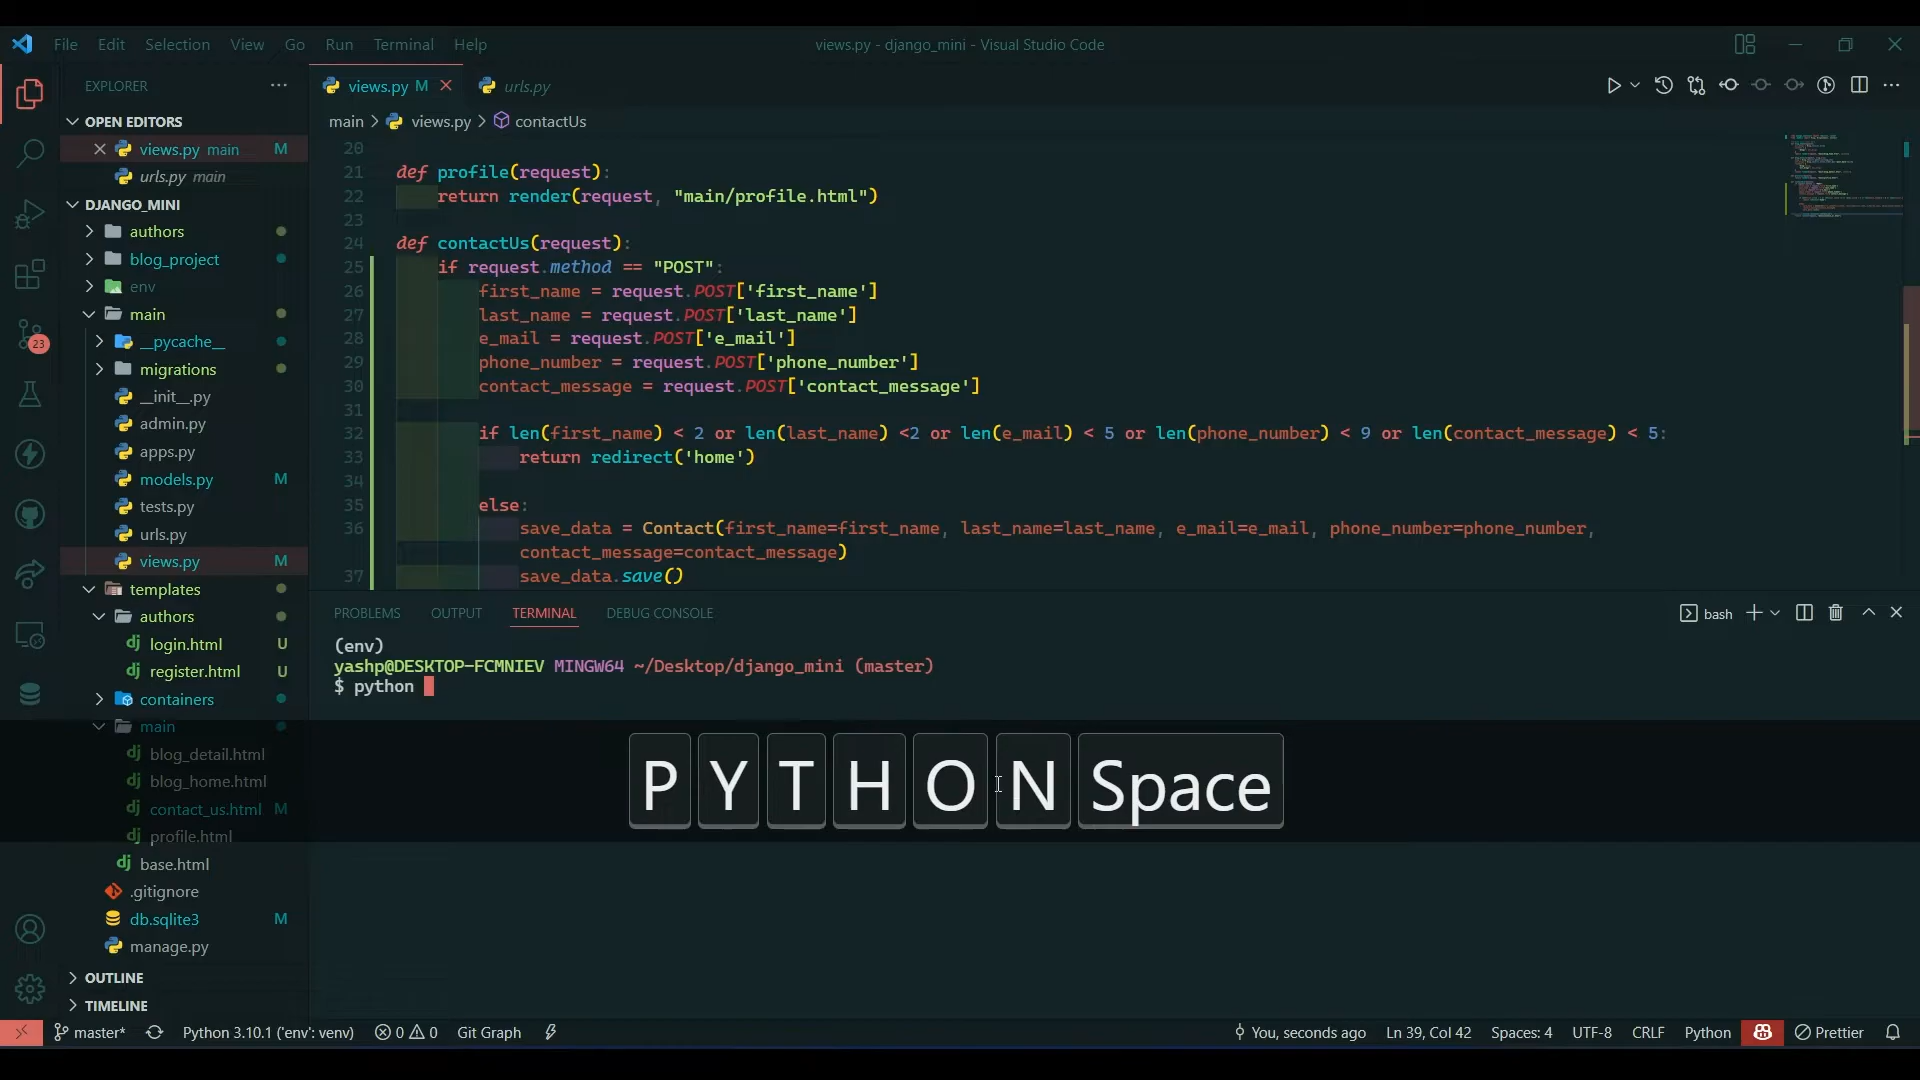 File Edit Selection View Go Run Terminal Help
views.py - django_mini - Visual Studio Code
EXPLORER
OPEN EDITORS
views.py main M
urls.py main
DJANGO_MINI
authors
blog_project
env
main
__pycache__
migrations
__init__.py
admin.py
apps.py
models.py M
tests.py
urls.py
views.py M
templates
authors
login.html U
register.html U
containers
main
blog_detail.html
blog_home.html
contact_us.html M
profile.html
base.html
.gitignore
db.sqlite3 M
manage.py
OUTLINE
TIMELINE
23
views.py M urls.py
main > views.py > contactUs
20
21 def profile(request):
22 return render(request, "main/profile.html")
23
24 def contactUs(request):
25 if request.method == "POST":
26 first_name = request.POST['first_name']
27 last_name = request.POST['last_name']
28 e_mail = request.POST['e_mail']
29 phone_number = request.POST['phone_number']
30 contact_message = request.POST['contact_message']
31
32 if len(first_name) < 2 or len(last_name) <2 or len(e_mail) < 5 or len(phone_number) < 9 or len(contact_message) < 5:
33 return redirect('home')
34
35 else:
36 save_data = Contact(first_name=first_name, last_name=last_name, e_mail=e_mail, phone_number=phone_number,
contact_message=contact_message)
37 save_data.save()
PROBLEMS OUTPUT TERMINAL DEBUG CONSOLE
bash
(env)
yashp@DESKTOP-FCMNIEV MINGW64 ~/Desktop/django_mini (master)
$ python
P Y T H O N Space
master* Python 3.10.1 ('env': venv) 0 0 Git Graph
You, seconds ago Ln 39, Col 42 Spaces: 4 UTF-8 CRLF Python Prettier